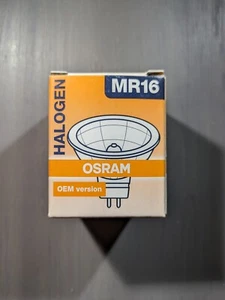 HALOGEN
MR16
OSRAM
OEM version